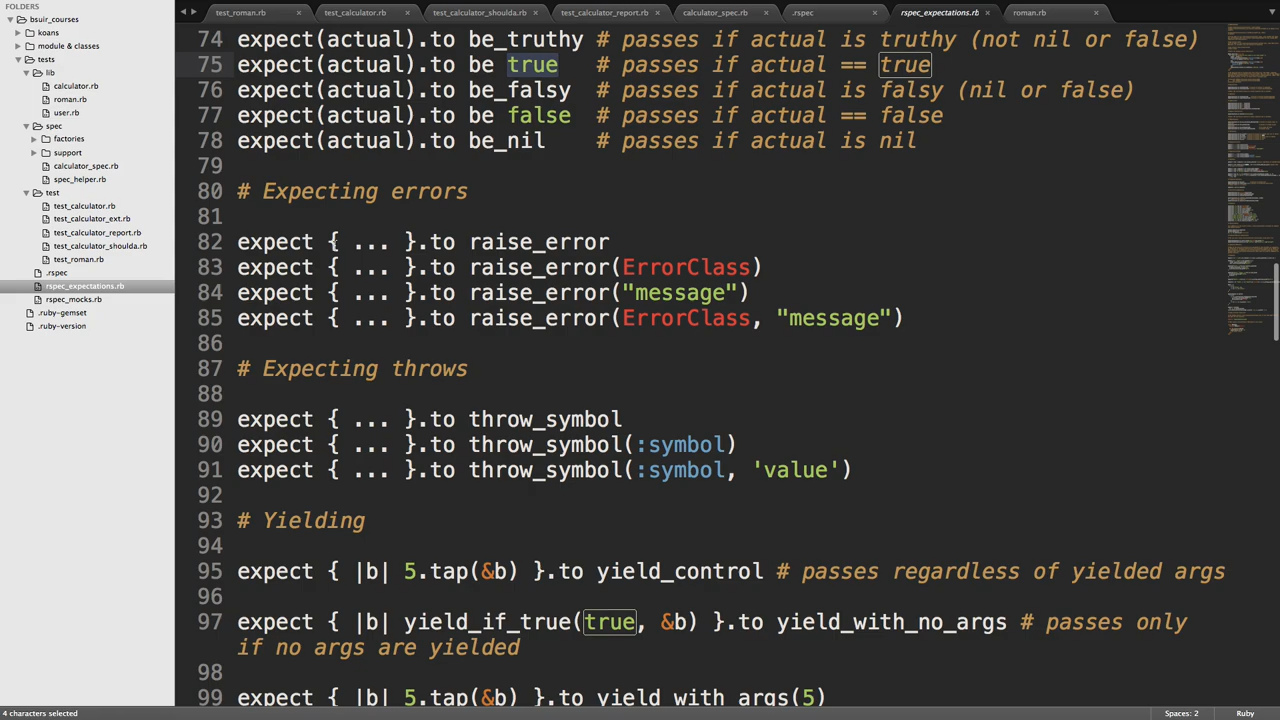 FOLDERS
bsuir_courses
koans
module & classes
tests
lib
calculator.rb
roman.rb
user.rb
spec
factories
support
calculator_spec.rb
spec_helper.rb
test
test_calculator.rb
test_calculator_ext.rb
test_calculator_report.rb
test_calculator_shoulda.rb
test_roman.rb
.rspec
rspec_expectations.rb
rspec_mocks.rb
.ruby-gemset
.ruby-version
test_roman.rb × test_calculator.rb × test_calculator_shoulda.rb × test_calculator_report.rb × calculator_spec.rb × .rspec × rspec_expectations.rb × roman.rb ×
74 expect(actual).to be_truthy # passes if actual is truthy (not nil or false)
75 expect(actual).to be true # passes if actual == true
76 expect(actual).to be_falsy # passes if actual is falsy (nil or false)
77 expect(actual).to be false # passes if actual == false
78 expect(actual).to be_nil # passes if actual is nil
79
80 # Expecting errors
81
82 expect { ... }.to raise_error
83 expect { ... }.to raise_error(ErrorClass)
84 expect { ... }.to raise_error("message")
85 expect { ... }.to raise_error(ErrorClass, "message")
86
87 # Expecting throws
88
89 expect { ... }.to throw_symbol
90 expect { ... }.to throw_symbol(:symbol)
91 expect { ... }.to throw_symbol(:symbol, 'value')
92
93 # Yielding
94
95 expect { |b| 5.tap(&b) }.to yield_control # passes regardless of yielded args
96
97 expect { |b| yield_if_true(true, &b) }.to yield_with_no_args # passes only
if no args are yielded
98
99 expect { |b| 5.tap(&b) }.to yield_with_args(5)
4 characters selected
Spaces: 2 Ruby